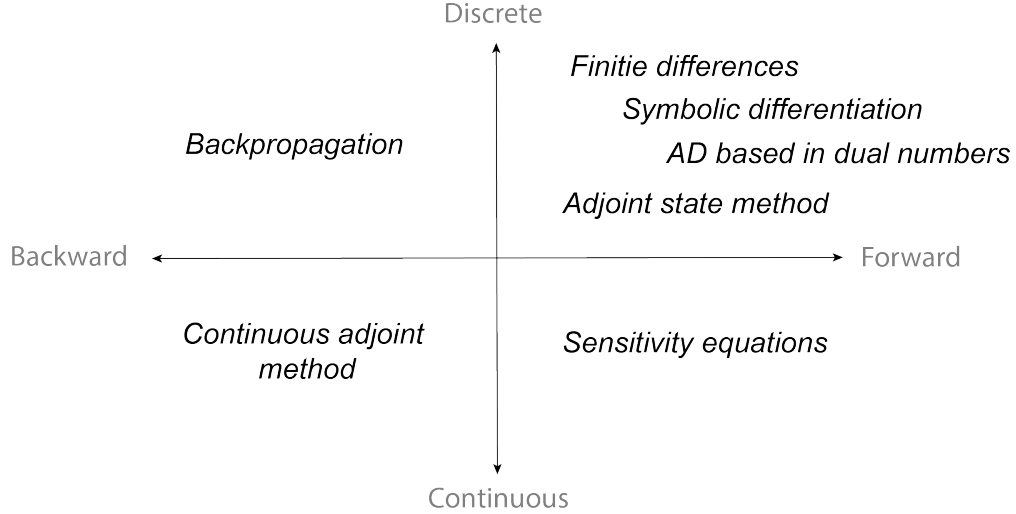 Discrete
Finitie differences
Symbolic differentiation
Backpropagation
AD based in dual numbers
Adjoint state method
Backward
Forward
Continuous adjoint
method
Sensitivity equations
Continuous